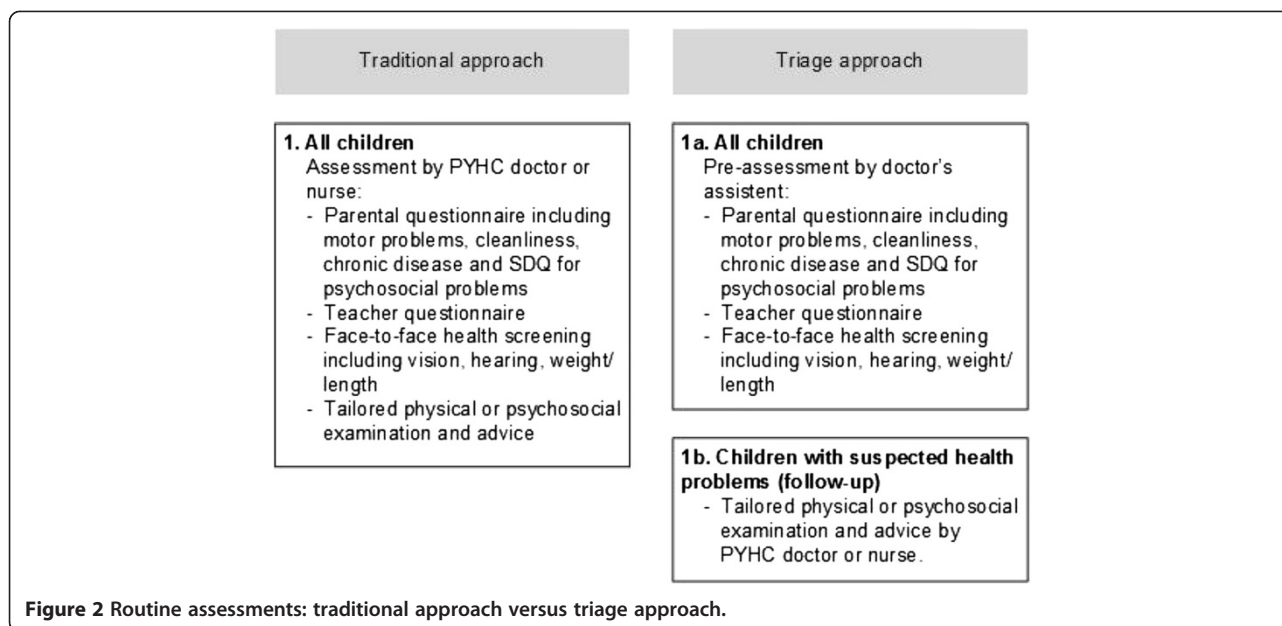 Traditional approach
Triage approach
1. All children
Assessment by PYHC doctor or
nurse:
- Parental questionnaire including
motor problems, cleanliness,
chronic disease and SDQ for
psychosocial problems
- Teacher questionnaire
- Face-to-face health screening
including vision, hearing, weight/
length
- Tailored physical or psychosocial
examination and advice
1a. All children
Pre-assessment by doctor's
assistent:
- Parental questionnaire including
motor problems, cleanliness,
chronic disease and SDQ for
psychosocial problems
- Teacher questionnaire
- Face-to-face health screening
including vision, hearing, weight/
length
1b. Children with suspected health
problems (follow-up)
- Tailored physical or psychosocial
examination and advice by
PYHC doctor or nurse.
Figure 2 Routine assessments: traditional approach versus triage approach.